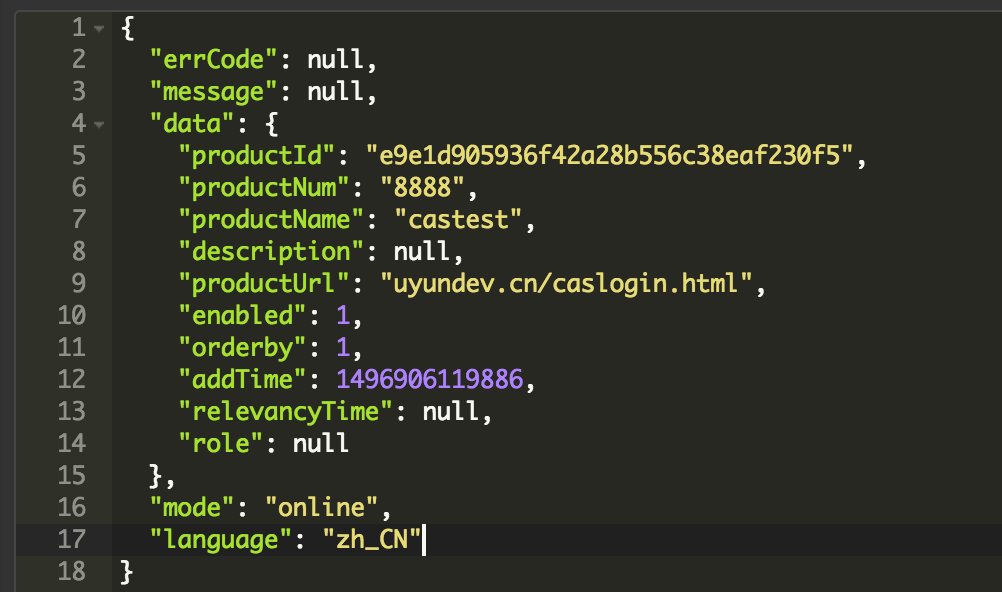 1 {
2 "errCode": null,
3 "message": null,
4 "data": {
5 "productId": "e9e1d905936f42a28b556c38eaf230f5",
6 "productNum": "8888",
7 "productName": "castest",
8 "description": null,
9 "productUrl": "uyundev.cn/caslogin.html",
10 "enabled": 1,
11 "orderby": 1,
12 "addTime": 1496906119886,
13 "relevancyTime": null,
14 "role": null
15 },
16 "mode": "online",
17 "language": "zh_CN"
18 }